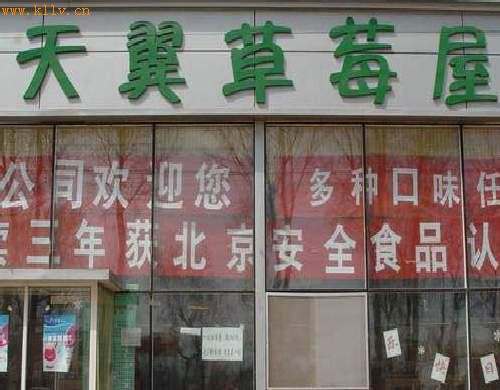 www.kllv.cn
天翼草莓屋
公司欢迎您 多种口味任
三年获北京安全食品认